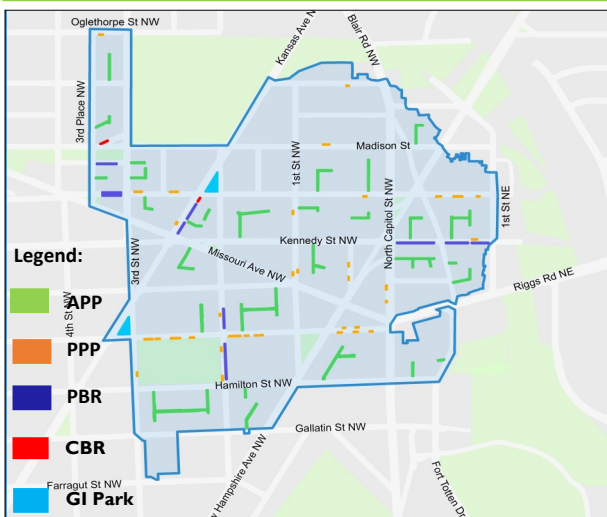 Oglethorpe St NW
Kansas Ave N
Blair Rd NW
3rd Place NW
Madison St
1st St NW
North Capitol St NW
1st St NE
Kennedy St NW
Missouri Ave NW
3rd St NW
Riggs Rd NE
4th St NW
Hamilton St NW
Gallatin St NW
Farragut St NW
w Hampshire Ave NW
Fort Totten Dr
Legend:
APP
PPP
PBR
CBR
GI Park